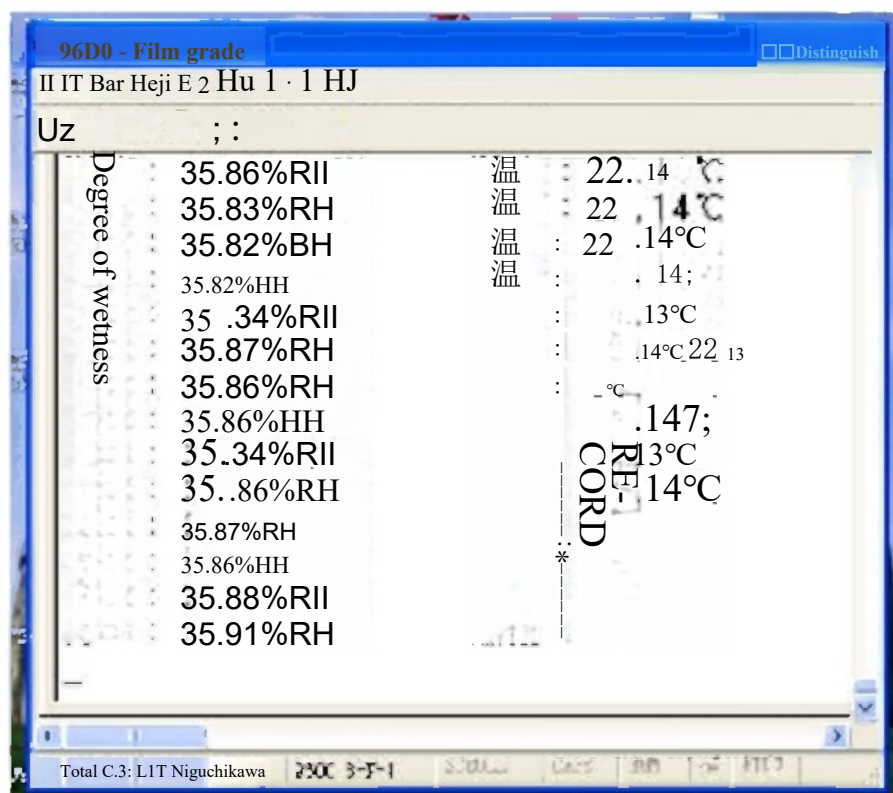 96D0 - Film grade
□□Distinguish
II IT Bar Heji E 2 Hu 1 · 1 HJ
Uz ; :
Degree of wetness
: 35.86%RII 温 : 22. .14 ℃
: 35.83%RH 温 : 22 .14℃
: 35.82%BH 温 : 22 .14℃
: 35.82%HH 温 : . 14;
: 35 .34%RII : .13℃
: 35.87%RH : .14℃ 22 13
: 35.86%RH : _ ℃
35.86%HH .147;
35.34%RII 13℃
35..86%RH 14℃
RE-
CORD
: 35.87%RH
35.86%HH
: 35.88%RII
: 35.91%RH
Total C.3: L1T Niguchikawa